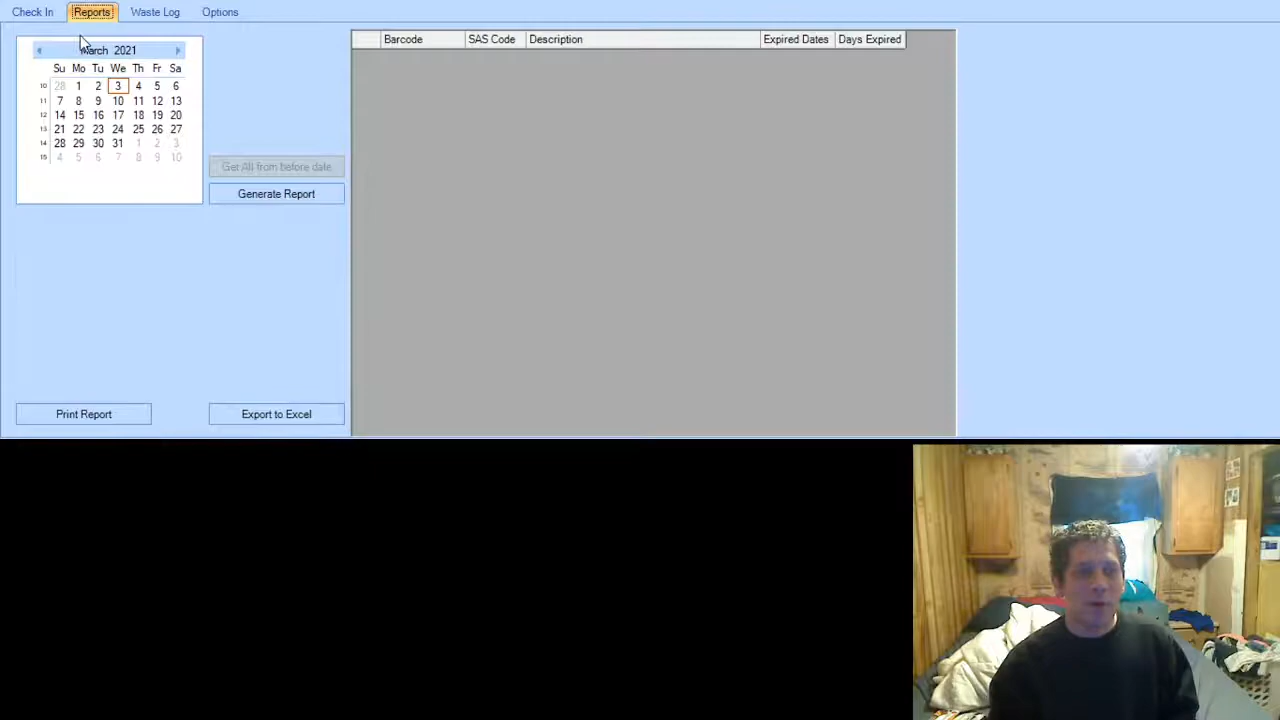 Check In Reports Waste Log Options
March 2021
Su Mo Tu We Th Fr Sa
10 28 1 2 3 4 5 6
11 7 8 9 10 11 12 13
12 14 15 16 17 18 19 20
13 21 22 23 24 25 26 27
14 28 29 30 31 1 2 3
15 4 5 6 7 8 9 10
Get All from before date
Generate Report
Print Report
Export to Excel
Barcode SAS Code Description Expired Dates Days Expired